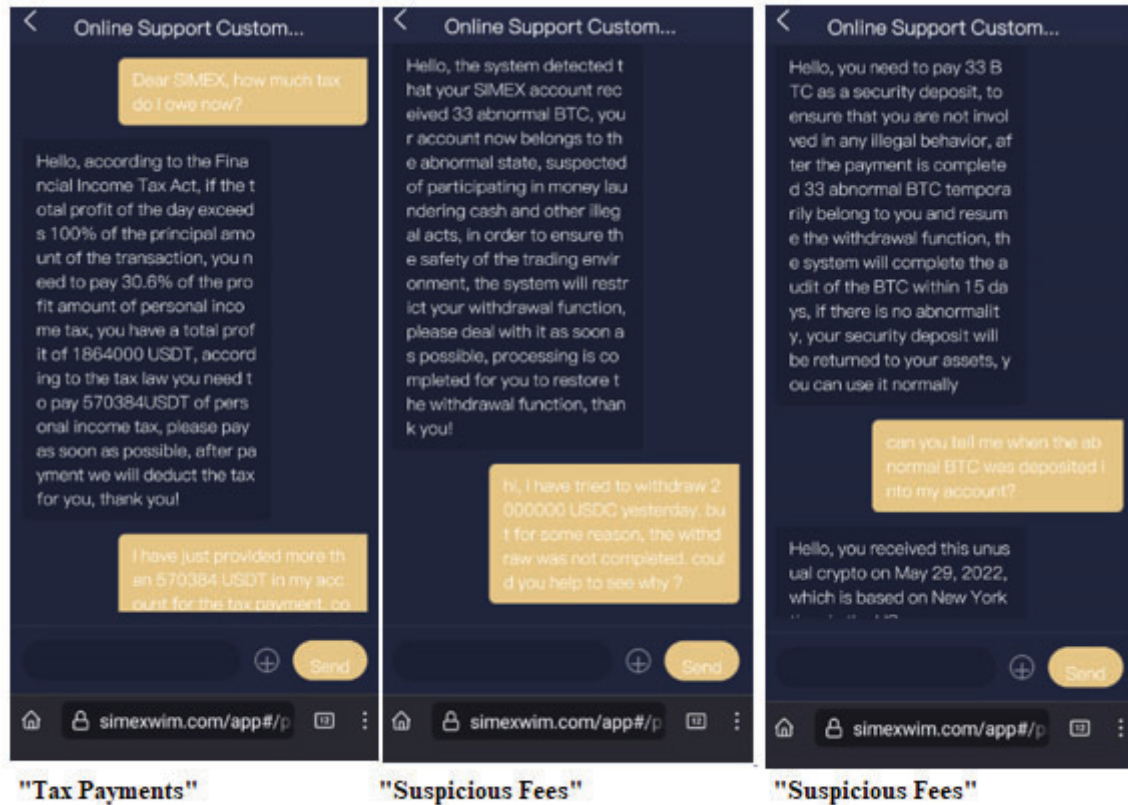 Online Support Custom...
Dear SIMEX, how much tax
do I owe now?
Hello, according to the Fina
ncial Income Tax Act, if the t
otal profit of the day exceed
s 100% of the principal amo
unt of the transaction, you n
eed to pay 30.6% of the pro
fit amount of personal inco
me tax, you have a total prof
it of 1864000 USDT, accord
ing to the tax law you need t
o pay 570384USDT of pers
onal income tax, please pay
as soon as possible, after pa
yment we will deduct the tax
for you, thank you!
I have just provided more th
an 570384 USDT in my acc
ount for the tax payment. co
Send
simexwim.com/app#/p
12
"Tax Payments"
Online Support Custom...
Hello, the system detected t
hat your SIMEX account rec
eived 33 abnormal BTC, you
r account now belongs to th
e abnormal state, suspected
of participating in money lau
ndering cash and other illeg
al acts, in order to ensure th
e safety of the trading envir
onment, the system will restr
ict your withdrawal function,
please deal with it as soon a
s possible, processing is co
mpleted for you to restore t
he withdrawal function, than
k you!
hi, I have tried to withdraw 2
000000 USDC yesterday. bu
t for some reason, the withd
raw was not completed. coul
d you help to see why ?
Send
simexwim.com/app#/p
12
"Suspicious Fees"
Online Support Custom...
Hello, you need to pay 33 B
TC as a security deposit, to
ensure that you are not invol
ved in any illegal behavior, af
ter the payment is complete
d 33 abnormal BTC tempora
rily belong to you and resum
e the withdrawal function, th
e system will complete the a
udit of the BTC within 15 da
ys, if there is no abnormalit
y, your security deposit will
be returned to your assets, y
ou can use it normally
can you tell me when the ab
normal BTC was deposited i
nto my account?
Hello, you received this unus
ual crypto on May 29, 2022,
which is based on New York
Send
simexwim.com/app#/p
12
"Suspicious Fees"